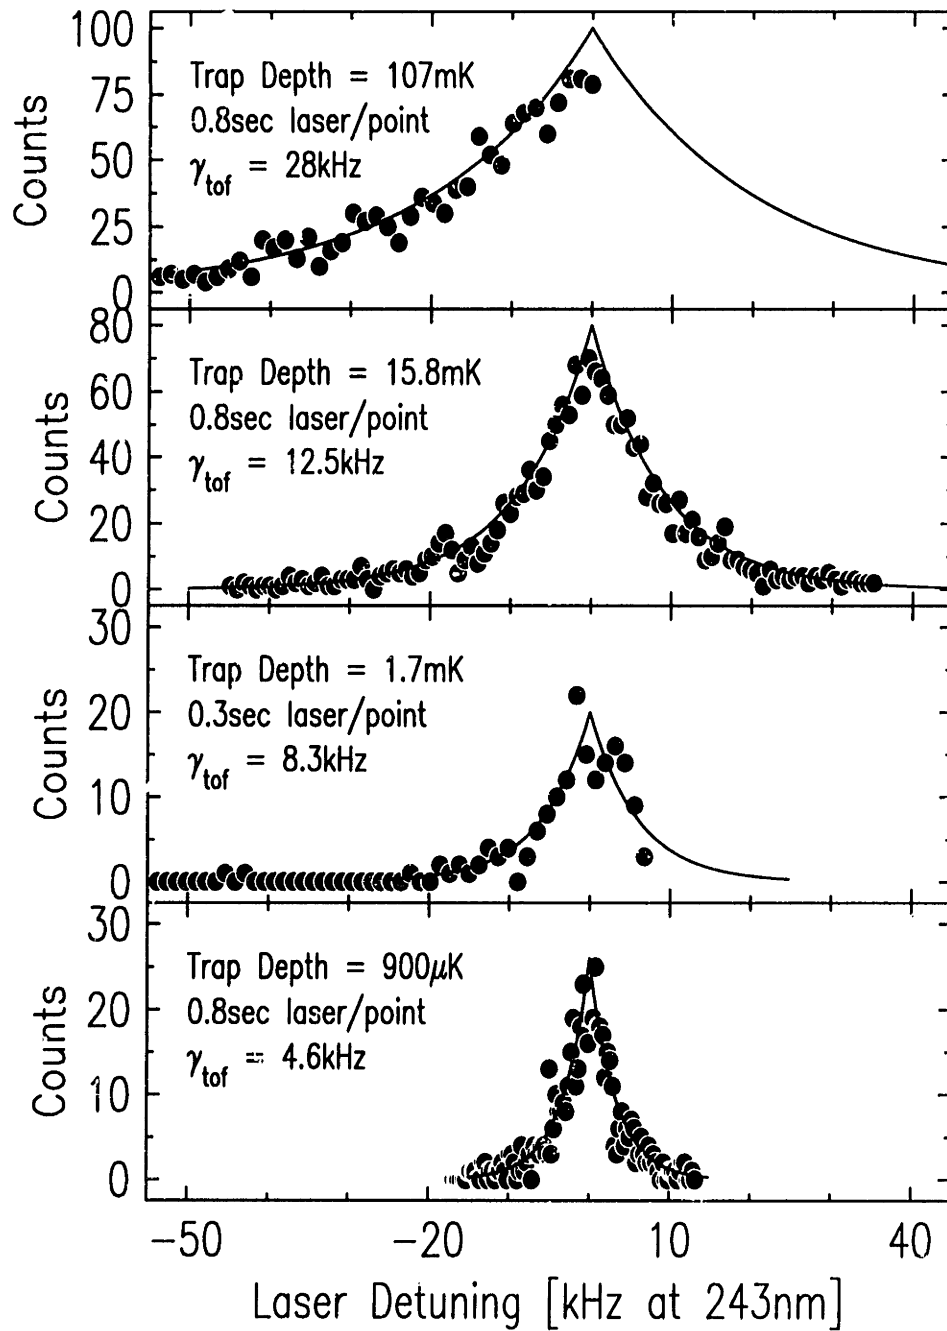 100
75
50
25
0
Counts
Trap Depth = 107mK
0.8sec laser/point
γtof = 28kHz
80
60
40
20
0
Counts
Trap Depth = 15.8mK
0.8sec laser/point
γtof = 12.5kHz
30
20
10
0
Counts
Trap Depth = 1.7mK
0.3sec laser/point
γtof = 8.3kHz
30
20
10
0
Counts
Trap Depth = 900μK
0.8sec laser/point
γtof = 4.6kHz
−50 −20 10 40
Laser Detuning [kHz at 243nm]